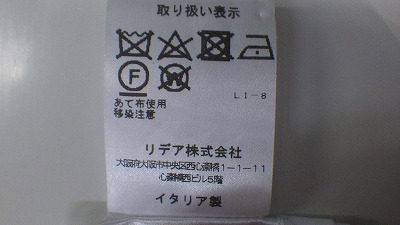 取り扱い表示
F W
LI-8
あて布使用
移染注意
リデア株式会社
大阪府大阪市中央区西心斎橋1-1-11
心斎橋西ビル5階
イタリア製